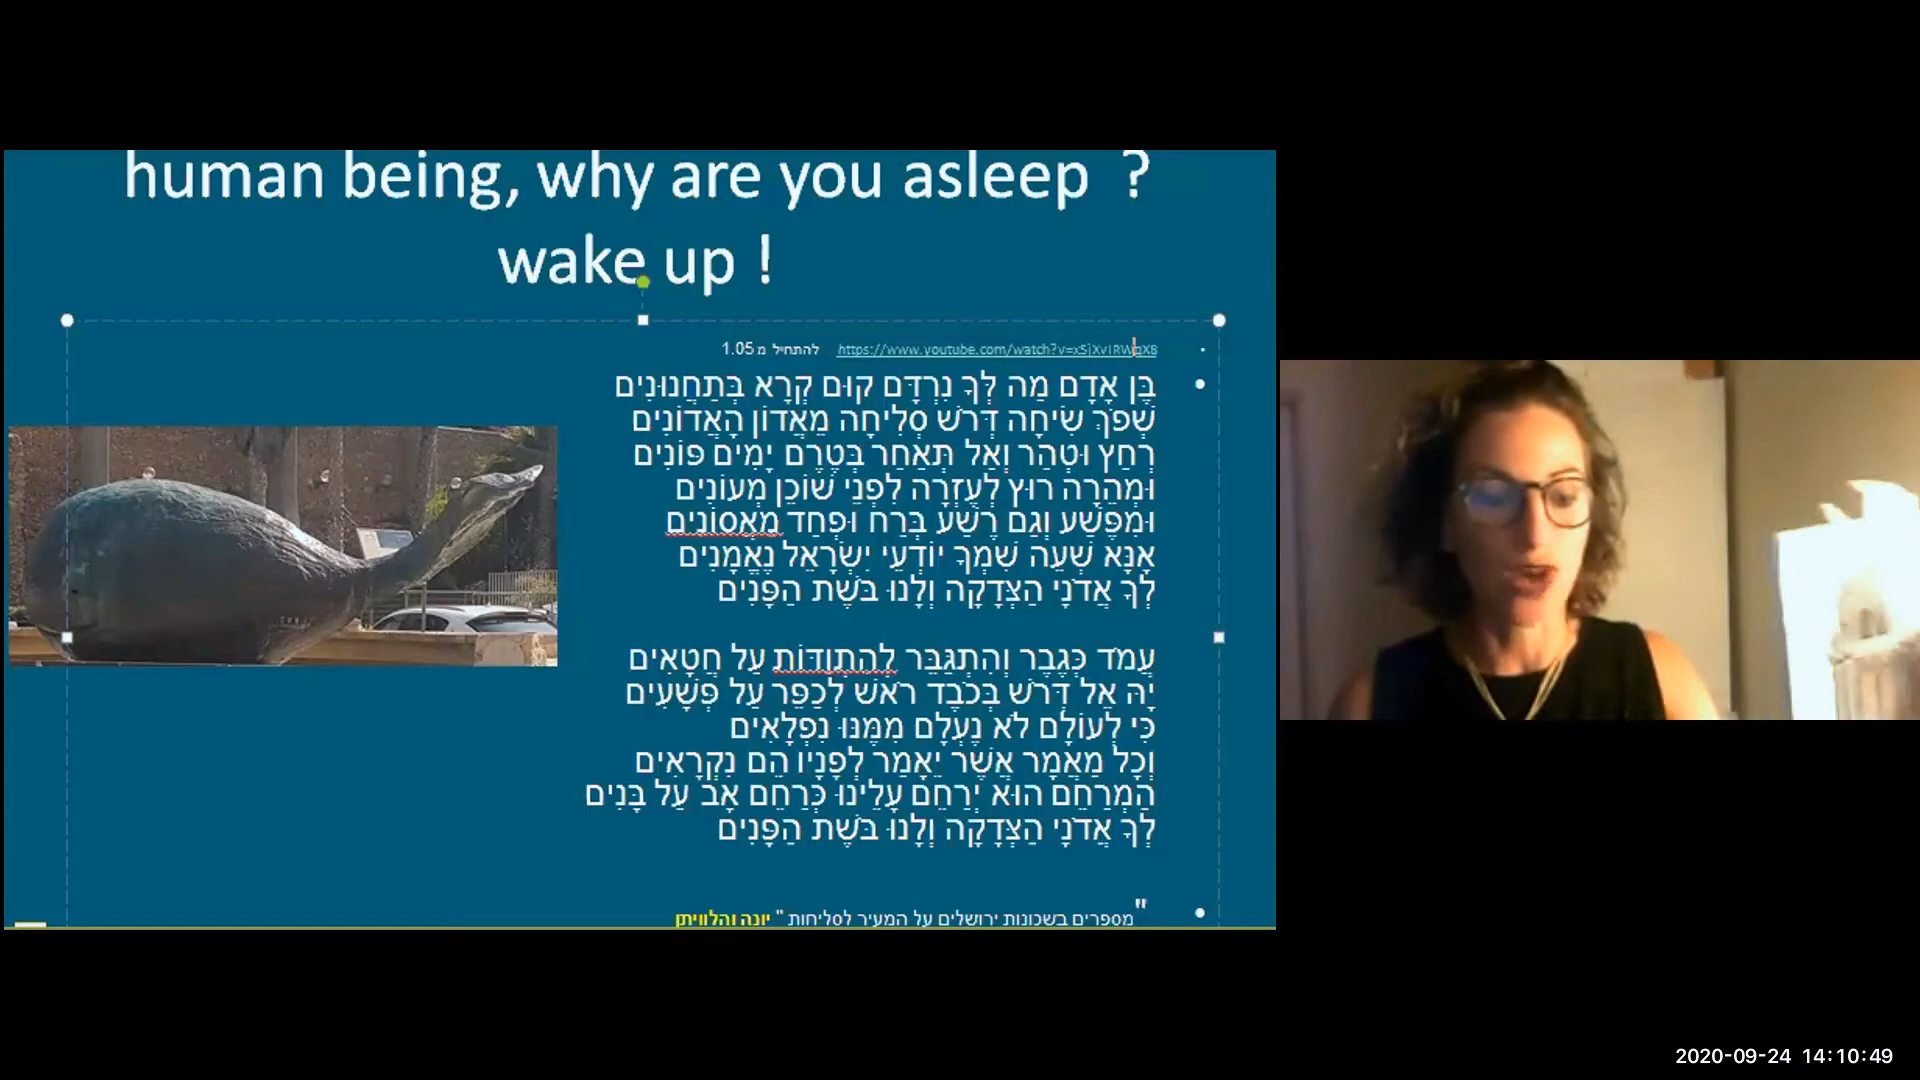 human being, why are you asleep ?
wake up !
https://www.youtube.com/watch?v=xSjXvIRWqX8 להתחיל מ 1.05
בֶּן אָדָם מַה לְּךָ נִרְדָּם קוּם קְרָא בְּתַחֲנוּנִים
שְׁפֹךְ שִׂיחָה דְּרֹשׁ סְלִיחָה מֵאֲדוֹן הָאֲדוֹנִים
רְחַץ וּטְהַר וְאַל תְּאַחַר בְּטֶרֶם יָמִים פּוֹנִים
וּמְהֵרָה רוּץ לְעֶזְרָה לִפְנֵי שׁוֹכֵן מְעוֹנִים
וּמִפֶּשַׁע וְגַם רֶשַׁע בְּרַח וּפְחַד מֵאֲסוֹנִים
אָנָּא שְׁעֵה שִׁמְךָ יוֹדְעֵי יִשְׂרָאֵל נֶאֱמָנִים
לְךָ אֲדֹנָי הַצְּדָקָה וְלָנוּ בֹּשֶׁת הַפָּנִים
עֲמֹד כְּגֶבֶר וְהִתְגַּבֵּר לְהִתְוַדּוֹת עַל חֲטָאִים
יָהּ אֵל דְּרֹשׁ בְּכֹבֶד רֹאשׁ לְכַפֵּר עַל פְּשָׁעִים
כִּי לְעוֹלָם לֹא נֶעְלָם מִמֶּנּוּ נִפְלָאִים
וְכָל מַאֲמָר אֲשֶׁר יֵאָמַר לְפָנָיו הֵם נִקְרָאִים
הַמְרַחֵם הוּא יְרַחֵם עָלֵינוּ כְּרַחֵם אָב עַל בָּנִים
לְךָ אֲדֹנָי הַצְּדָקָה וְלָנוּ בֹּשֶׁת הַפָּנִים
"מספרים בשכונות ירושלים על המעיר לסליחות " יונה והלוויתן
2020-09-24 14:10:49